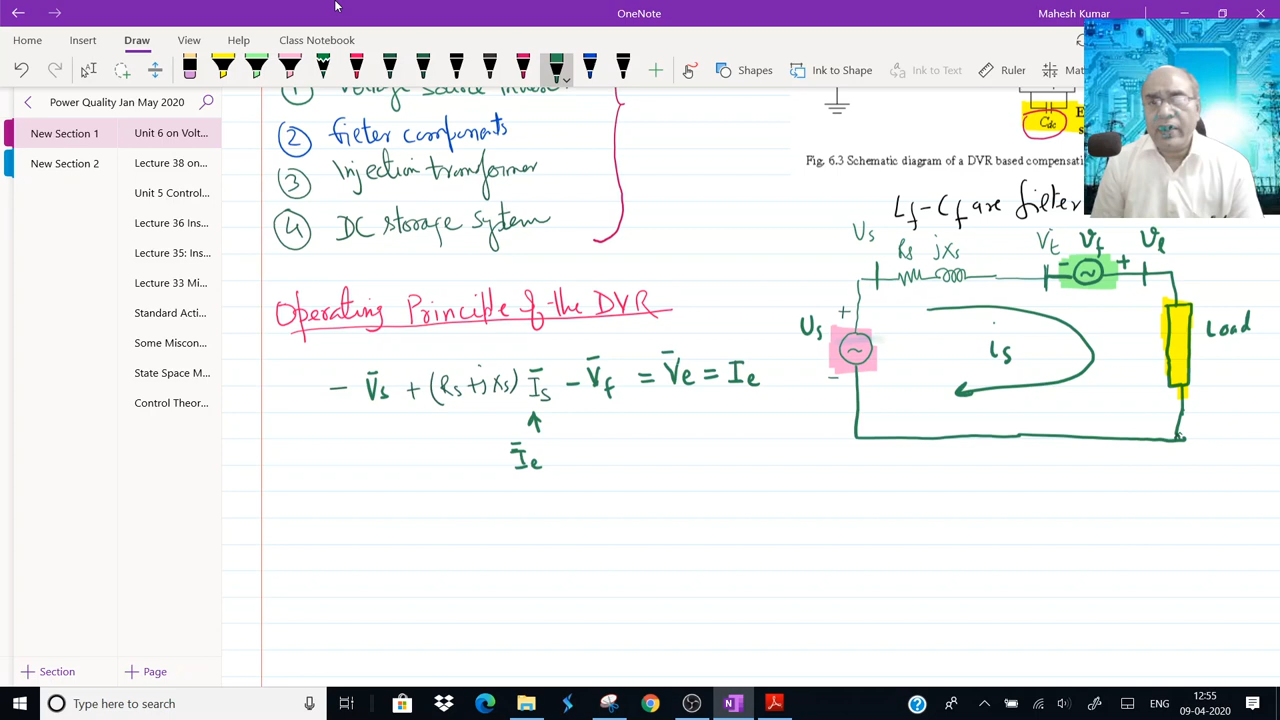 OneNote
Mahesh Kumar
Home
Insert
Draw
View
Help
Class Notebook
Shapes
Ink to Shape
Ink to Text
Ruler
Mat
Power Quality Jan May 2020
New Section 1
New Section 2
Unit 6 on Volt...
Lecture 38 on...
Unit 5 Control...
Lecture 36 Ins...
Lecture 35: Ins...
Lecture 33 Mi...
Standard Acti...
Some Miscon...
State Space M...
Control Theor...
Section
Page
① Voltage source
② Filter components
③ Injection transformer
④ DC storage system
Operating Principle of the DVR
- V̄s + (Rs+jXs) Īs - V̄f = V̄e = Ie
↑
Īe
Cdc
Fig. 6.3 Schematic diagram of a DVR based compensati
Lf-Cf are filter
Us Rs jXs Vt Vf Vl
- +
+
Us
-
is
Load
Type here to search
ENG
12:55
09-04-2020